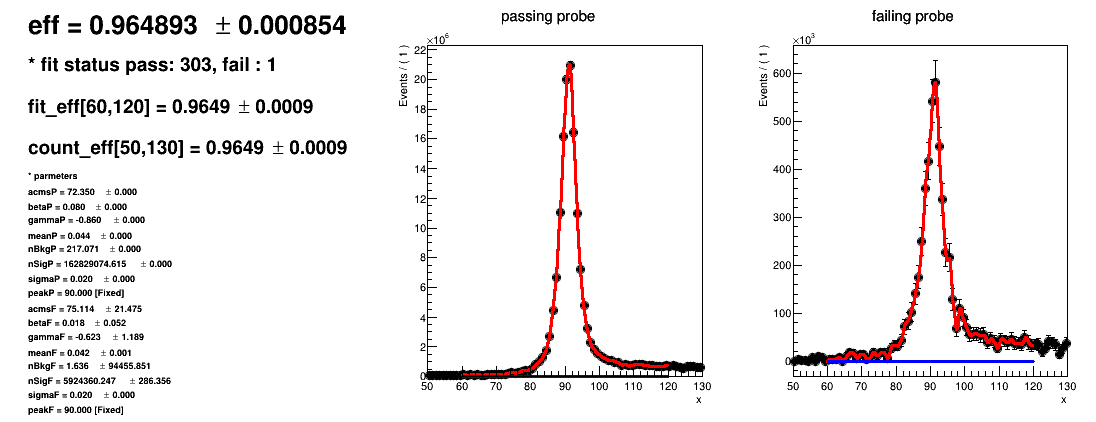 eff = 0.964893 ± 0.000854
* fit status pass: 303, fail : 1
fit_eff[60,120] = 0.9649 ± 0.0009
count_eff[50,130] = 0.9649 ± 0.0009
* parmeters
acmsP = 72.350 ± 0.000
betaP = 0.080 ± 0.000
gammaP = -0.860 ± 0.000
meanP = 0.044 ± 0.000
nBkgP = 217.071 ± 0.000
nSigP = 162829074.615 ± 0.000
sigmaP = 0.020 ± 0.000
peakP = 90.000 [Fixed]
acmsF = 75.114 ± 21.475
betaF = 0.018 ± 0.052
gammaF = -0.623 ± 1.189
meanF = 0.042 ± 0.001
nBkgF = 1.636 ± 94455.851
nSigF = 5924360.247 ± 286.356
sigmaF = 0.020 ± 0.000
peakF = 90.000 [Fixed]
passing probe
×10⁶
Events / ( 1 )
22
20
18
16
14
12
10
8
6
4
2
0
50 60 70 80 90 100 110 120 130
x
failing probe
×10³
Events / ( 1 )
600
500
400
300
200
100
0
50 60 70 80 90 100 110 120 130
x